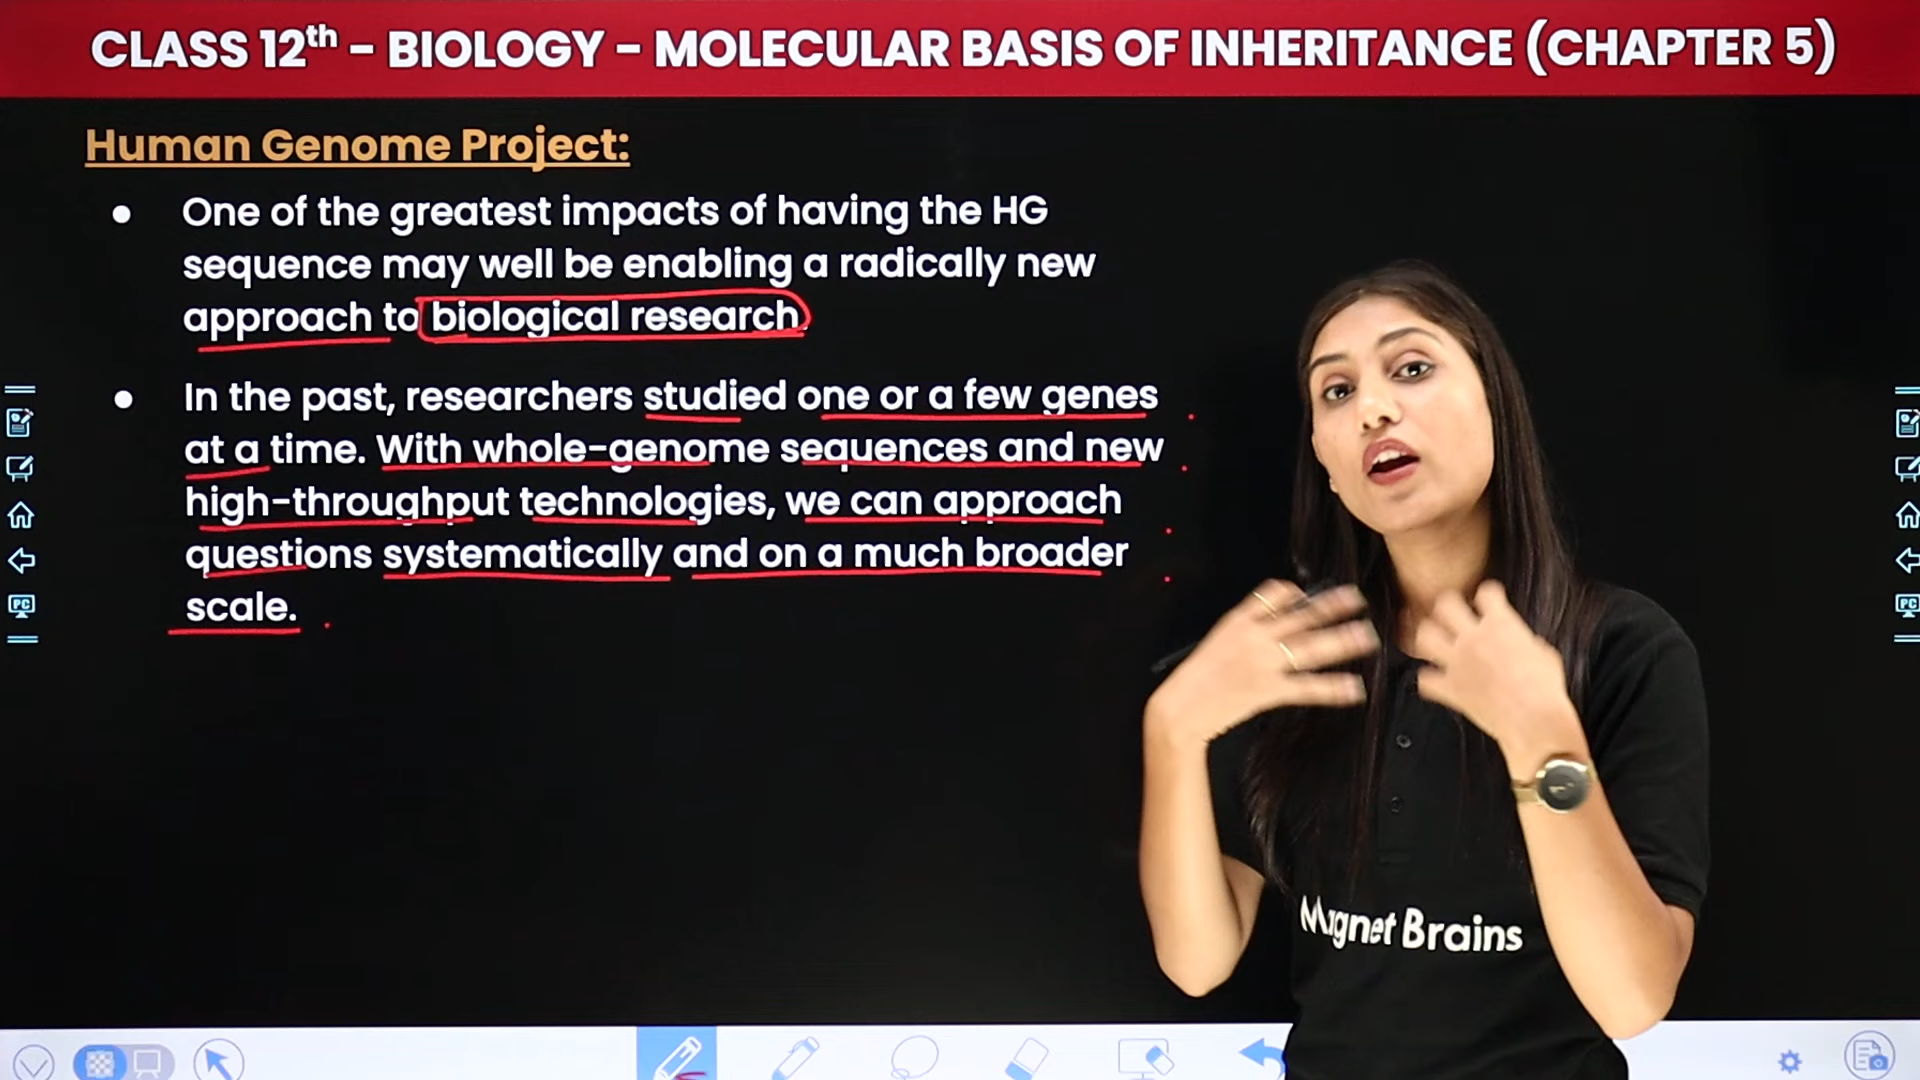 CLASS 12th - BIOLOGY - MOLECULAR BASIS OF INHERITANCE (CHAPTER 5)
Human Genome Project:
• One of the greatest impacts of having the HG
sequence may well be enabling a radically new
approach to biological research.
• In the past, researchers studied one or a few genes
at a time. With whole-genome sequences and new
high-throughput technologies, we can approach
questions systematically and on a much broader
scale.
Magnet Brains
PC
PC